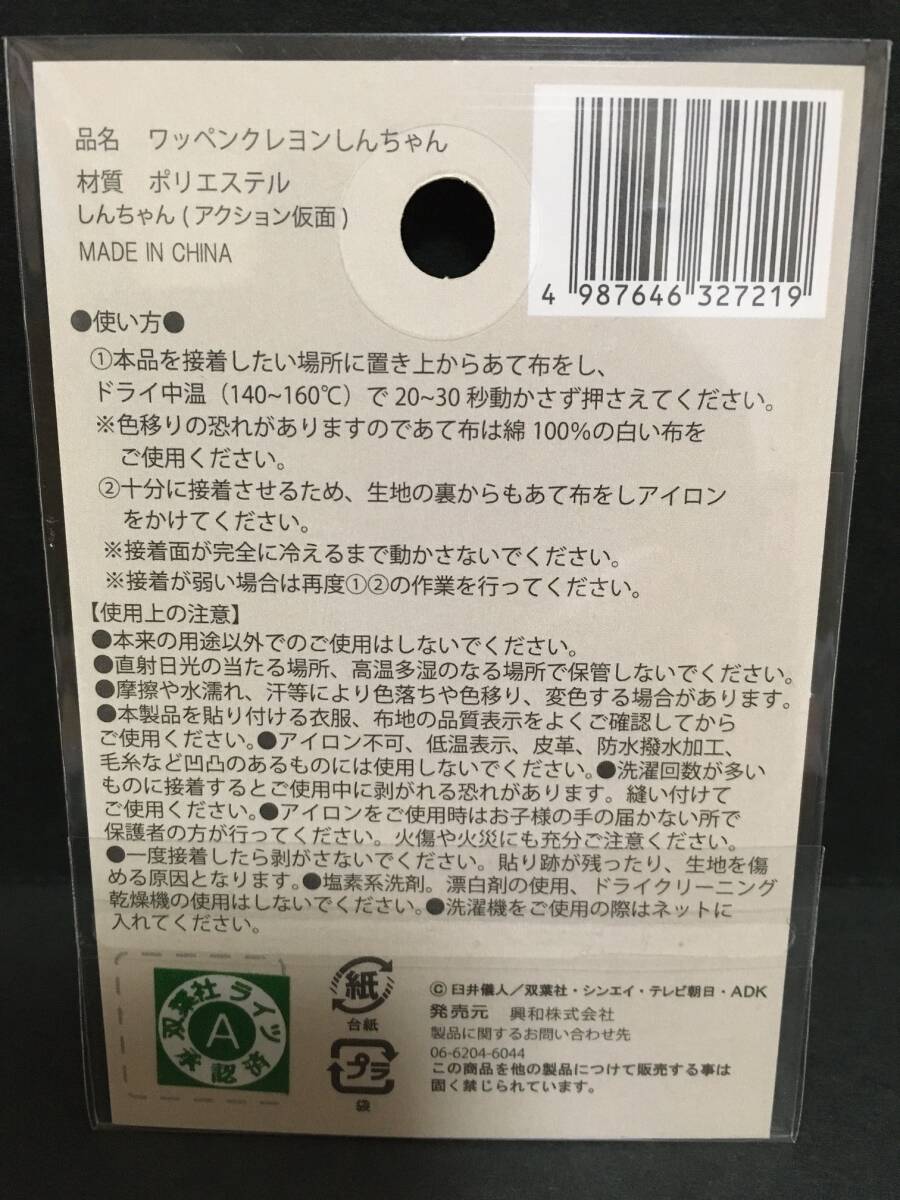 品名　ワッペンクレヨンしんちゃん
材質　ポリエステル
しんちゃん(アクション仮面)
MADE IN CHINA
4 987646 327219
●使い方●
①本品を接着したい場所に置き上からあて布をし、
ドライ中温（140~160℃）で 20~30 秒動かさず押さえてください。
※色移りの恐れがありますのであて布は綿 100%の白い布を
ご使用ください。
②十分に接着させるため、生地の裏からもあて布をしアイロン
をかけてください。
※接着面が完全に冷えるまで動かさないでください。
※接着が弱い場合は再度①②の作業を行ってください。
【使用上の注意】
●本来の用途以外でのご使用はしないでください。
●直射日光の当たる場所、高温多湿のなる場所で保管しないでください。
●摩擦や水濡れ、汗等により色落ちや色移り、変色する場合があります。
●本製品を貼り付ける衣服、布地の品質表示をよくご確認してから
ご使用ください。●アイロン不可、低温表示、皮革、防水撥水加工、
毛糸など凹凸のあるものには使用しないでください。●洗濯回数が多い
ものに接着するとご使用中に剥がれる恐れがあります。縫い付けて
ご使用ください。●アイロンをご使用時はお子様の手の届かない所で
保護者の方が行ってください。火傷や火災にも充分ご注意ください。
●一度接着したら剥がさないでください。貼り跡が残ったり、生地を傷
める原因となります。●塩素系洗剤。漂白剤の使用、ドライクリーニング
乾燥機の使用はしないでください。●洗濯機をご使用の際はネットに
入れてください。
双葉社ライツ
A
承認済
紙
台紙
プラ
袋
©臼井儀人／双葉社・シンエイ・テレビ朝日・ADK
発売元　興和株式会社
製品に関するお問い合わせ先
06-6204-6044
この商品を他の製品につけて販売する事は
固く禁じられています。